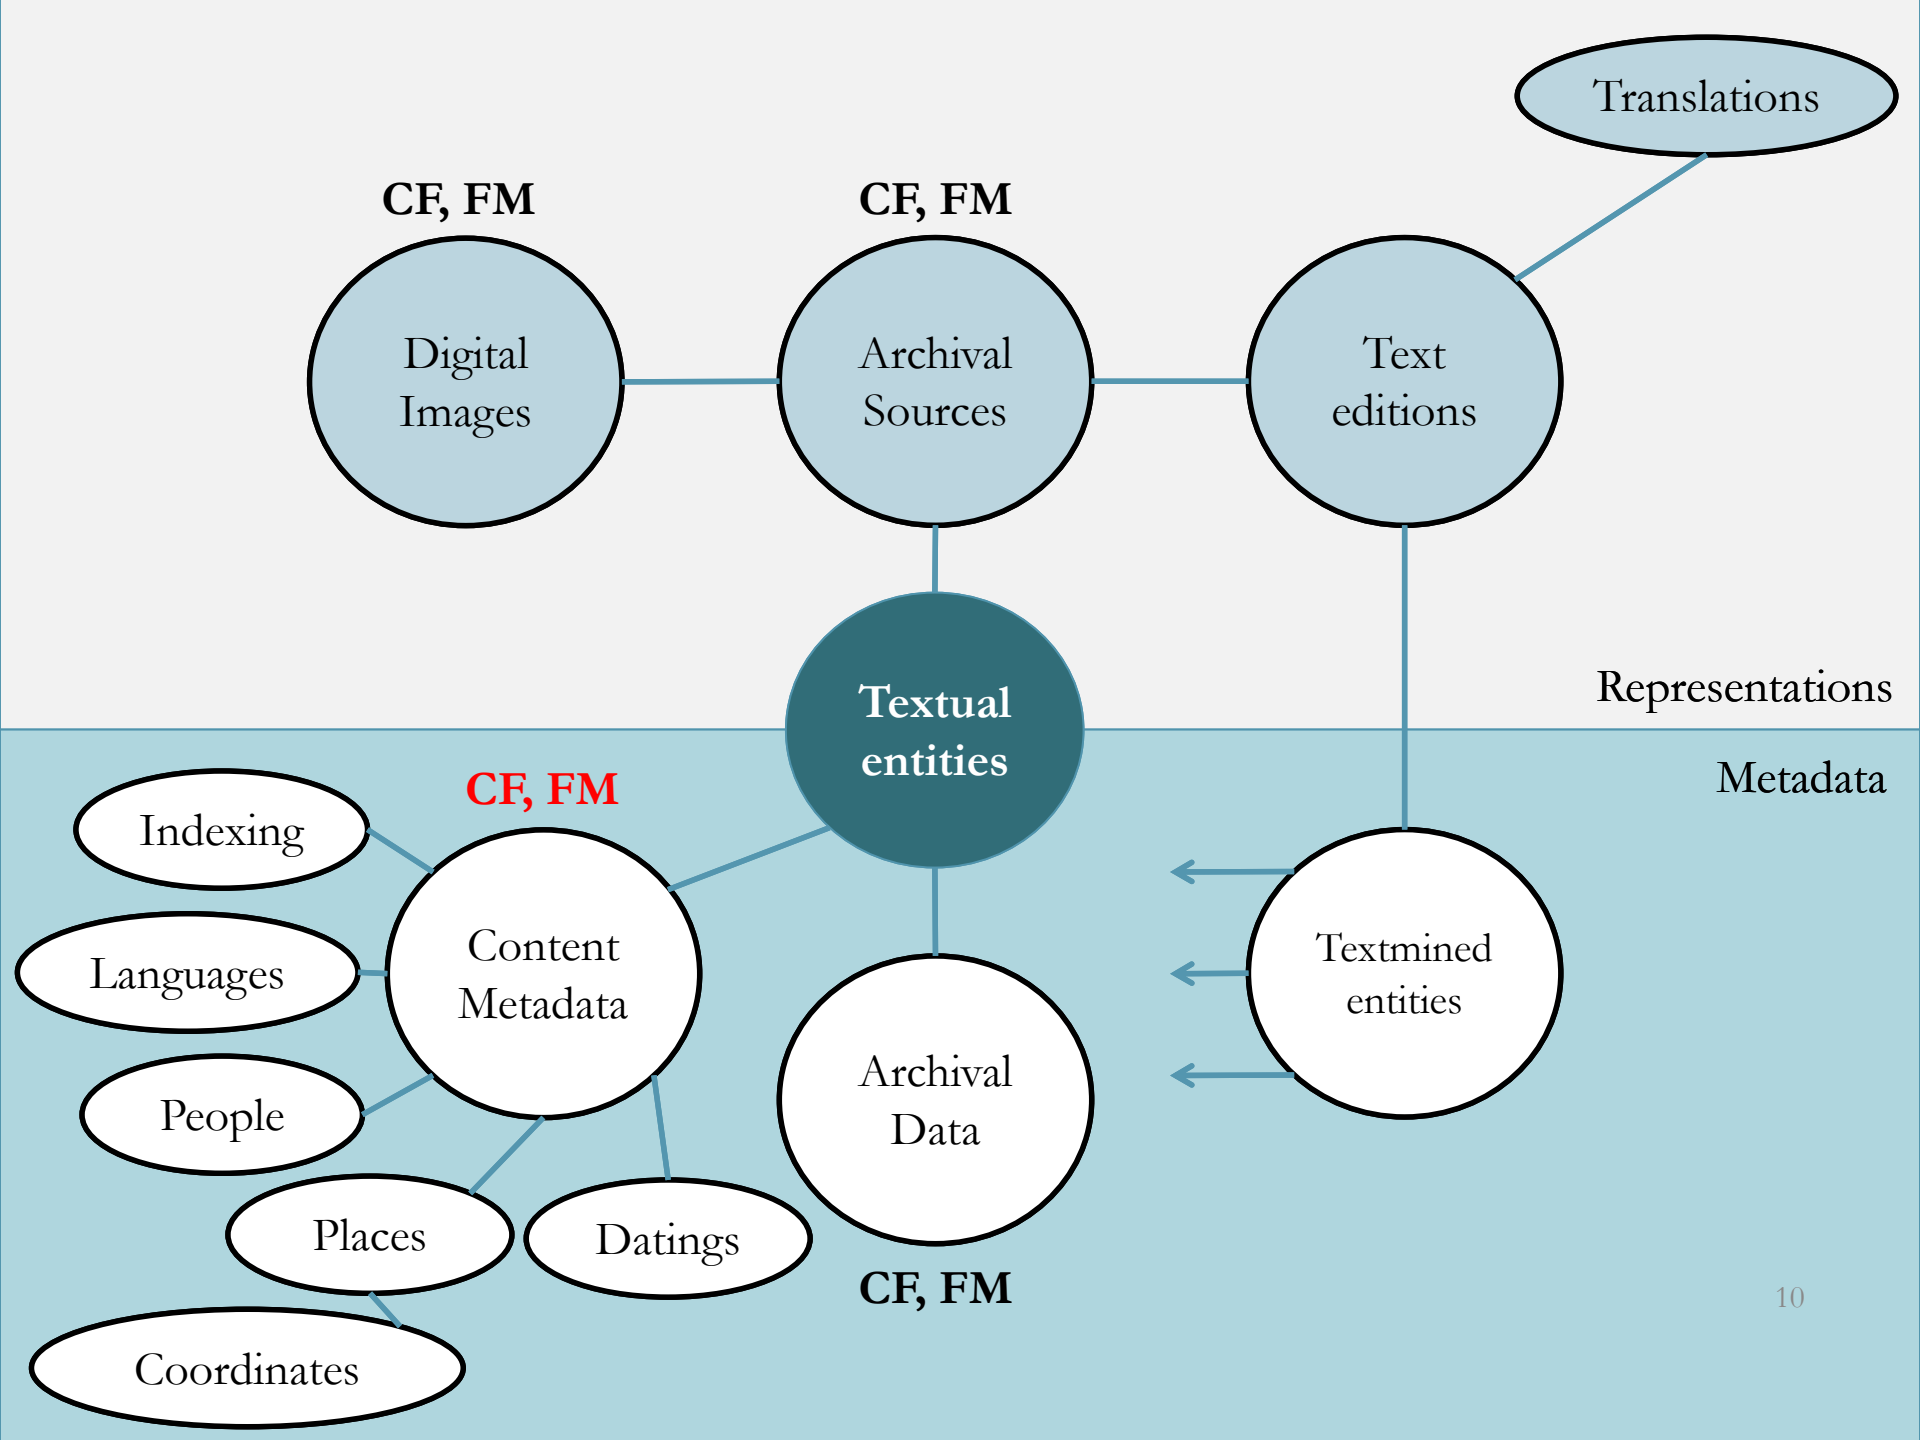 Translations
CF, FM
CF, FM
Digital
Images
Archival
Sources
Text
editions
Textual
entities
Representations
Metadata
CF, FM
Indexing
Languages
People
Places
Datings
Coordinates
Content
Metadata
Archival
Data
CF, FM
Textmined
entities
10